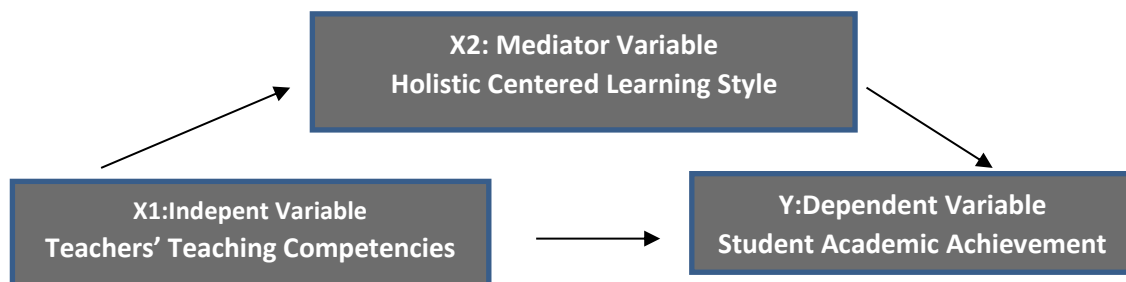 X2: Mediator Variable
Holistic Centered Learning Style
X1:Indepent Variable
Teachers’ Teaching Competencies
Y:Dependent Variable
Student Academic Achievement